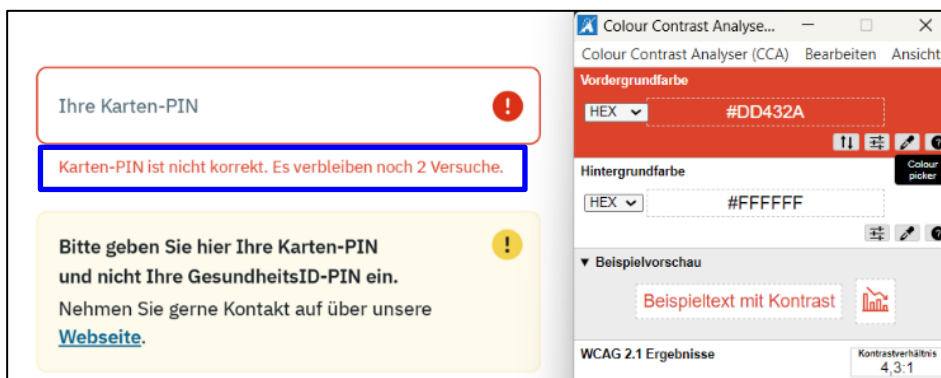 Ihre Karten-PIN
!
Karten-PIN ist nicht korrekt. Es verbleiben noch 2 Versuche.
Bitte geben Sie hier Ihre Karten-PIN
!
und nicht Ihre GesundheitsID-PIN ein.
Nehmen Sie gerne Kontakt auf über unsere
Webseite.
Colour Contrast Analyse...
Colour Contrast Analyser (CCA) Bearbeiten Ansicht
Vordergrundfarbe
HEX #DD432A
Colour
picker
Hintergrundfarbe
HEX #FFFFFF
▼ Beispielvorschau
Beispieltext mit Kontrast
WCAG 2.1 Ergebnisse
Kontrastverhältnis
4,3:1